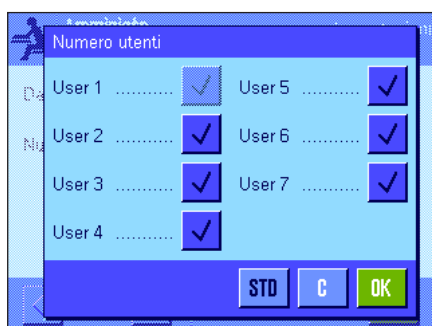 Numero utenti
User 1 ...........
User 5 ...........
User 2 ...........
User 6 ...........
User 3 ...........
User 7 ...........
User 4 ...........
STD C OK